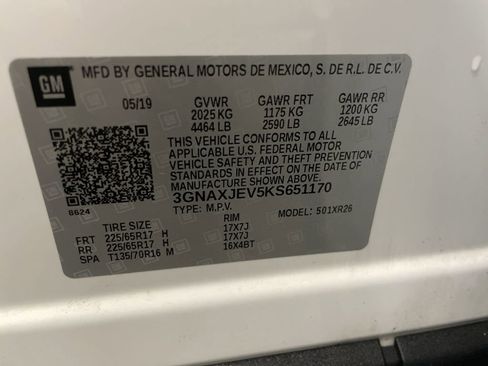 GM
MFD BY GENERAL MOTORS DE MEXICO, S. DE R.L. DE C.V.
05/19 GVWR GAWR FRT GAWR RR
2025 KG 1175 KG 1200 KG
4464 LB 2590 LB 2645 LB
THIS VEHICLE CONFORMS TO ALL
APPLICABLE U.S. FEDERAL MOTOR
VEHICLE SAFETY AND THEFT PREVENTION
STANDARDS IN EFFECT ON THE DATE OF
MANUFACTURE SHOWN ABOVE.
8624 3GNAXJEV5KS651170
TYPE: M.P.V. MODEL: 501XR26
TIRE SIZE RIM
FRT 225/65R17 H 17X7J
RR 225/65R17 H 17X7J
SPA T135/70R16 M 16X4BT